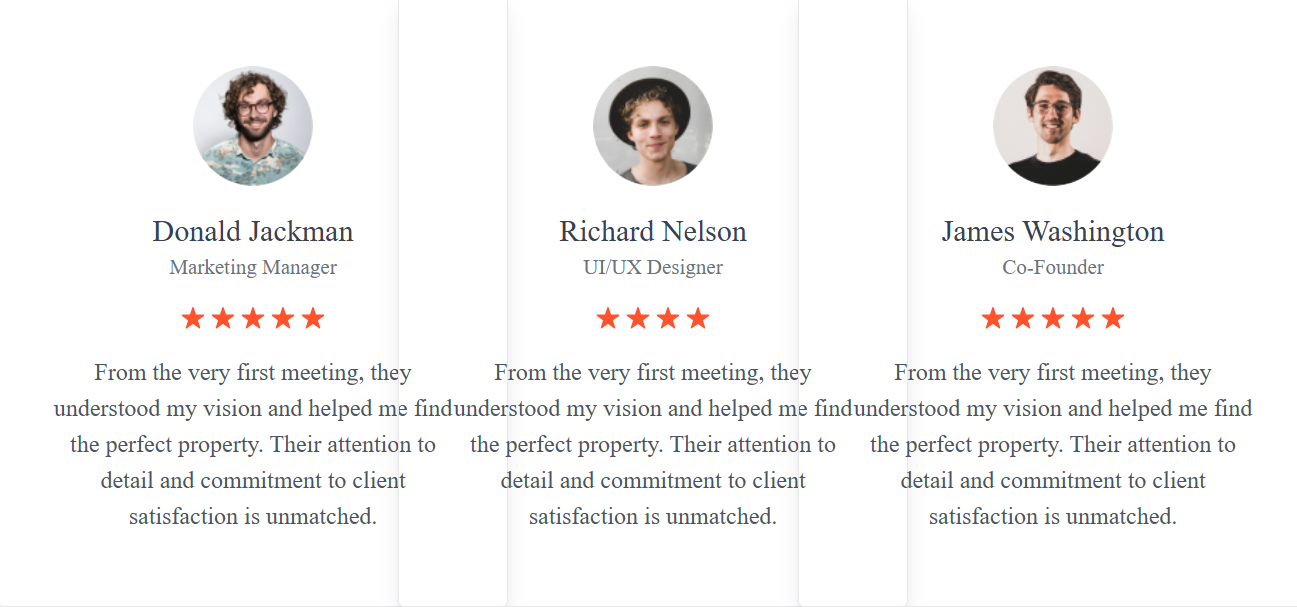 Donald Jackman
Marketing Manager
From the very first meeting, they
understood my vision and helped me find
the perfect property. Their attention to
detail and commitment to client
satisfaction is unmatched.
Richard Nelson
UI/UX Designer
From the very first meeting, they
understood my vision and helped me find
the perfect property. Their attention to
detail and commitment to client
satisfaction is unmatched.
James Washington
Co-Founder
From the very first meeting, they
understood my vision and helped me find
the perfect property. Their attention to
detail and commitment to client
satisfaction is unmatched.